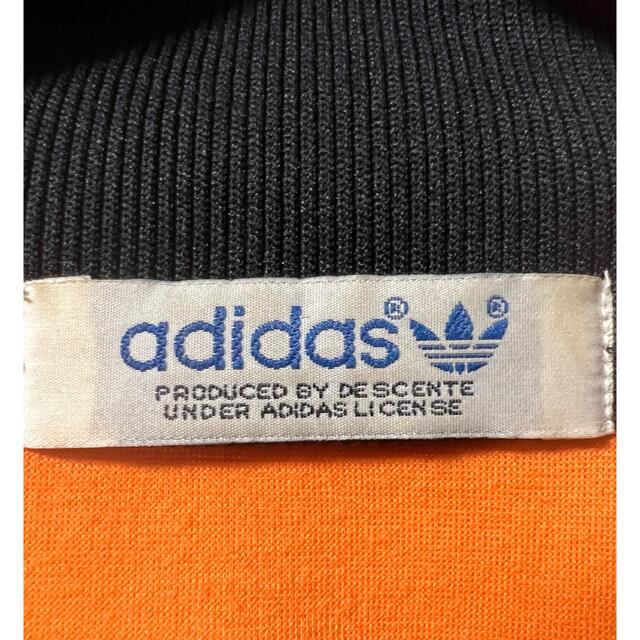 adidas® ®
PRODUCED BY DESCENTE
UNDER ADIDAS LICENSE